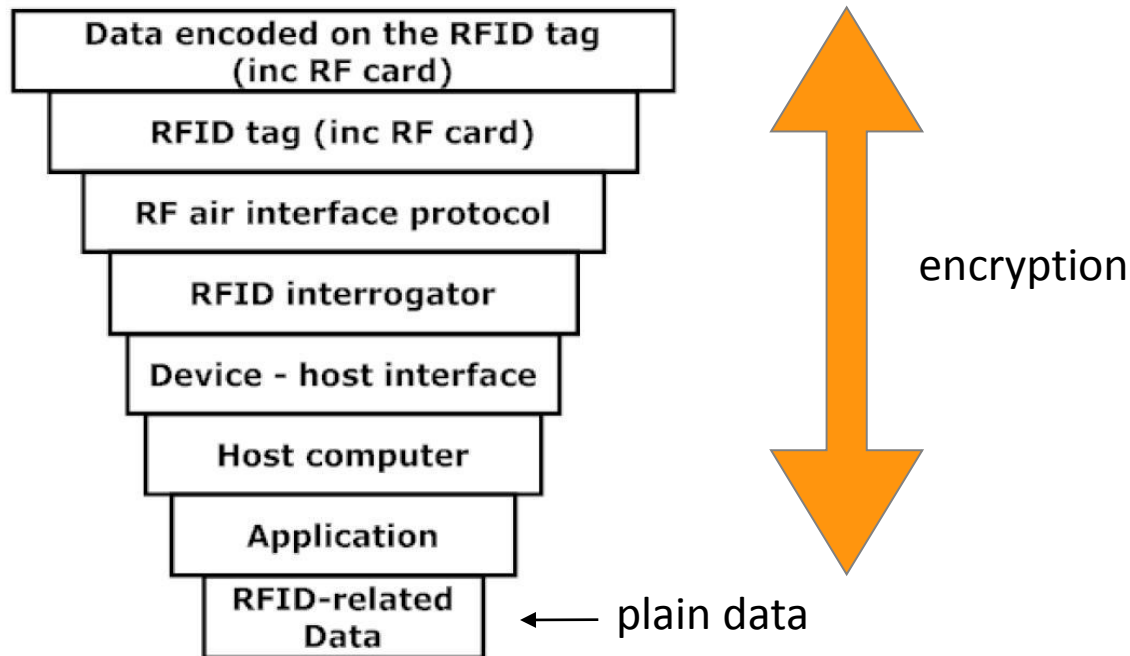 Data encoded on the RFID tag
(inc RF card)
RFID tag (inc RF card)
RF air interface protocol
RFID interrogator
Device - host interface
Host computer
Application
RFID-related
Data
encryption
plain data